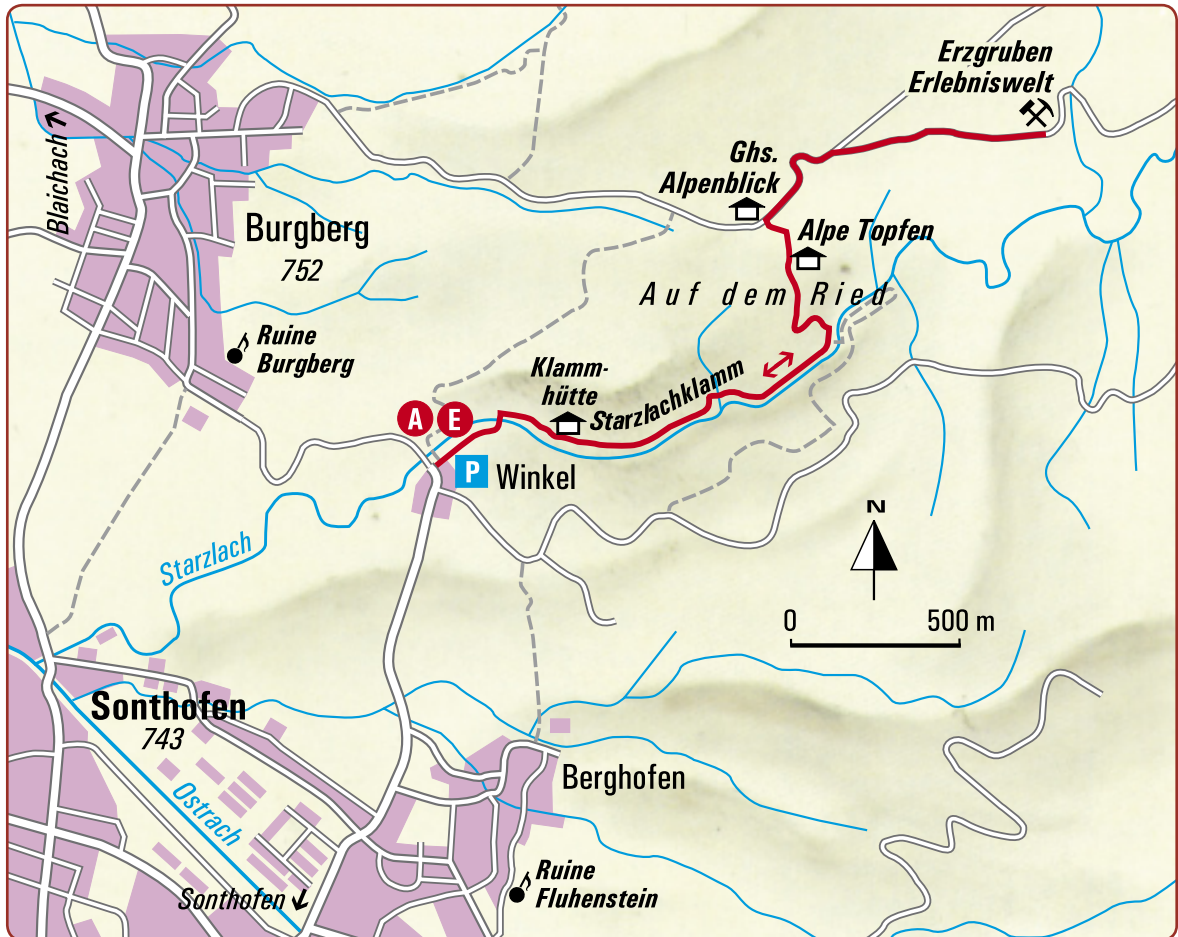 Erzgruben
Erlebniswelt
Ghs.
Alpenblick
Blaichach
Alpe Topfen
Burgberg
752
Auf dem Ried
Ruine
Burgberg
Klamm-
hütte
Starzlachklamm
A E
P Winkel
N
Starzlach
0 500 m
Sonthofen
743
Berghofen
Ostrach
Ruine
Fluhenstein
Sonthofen